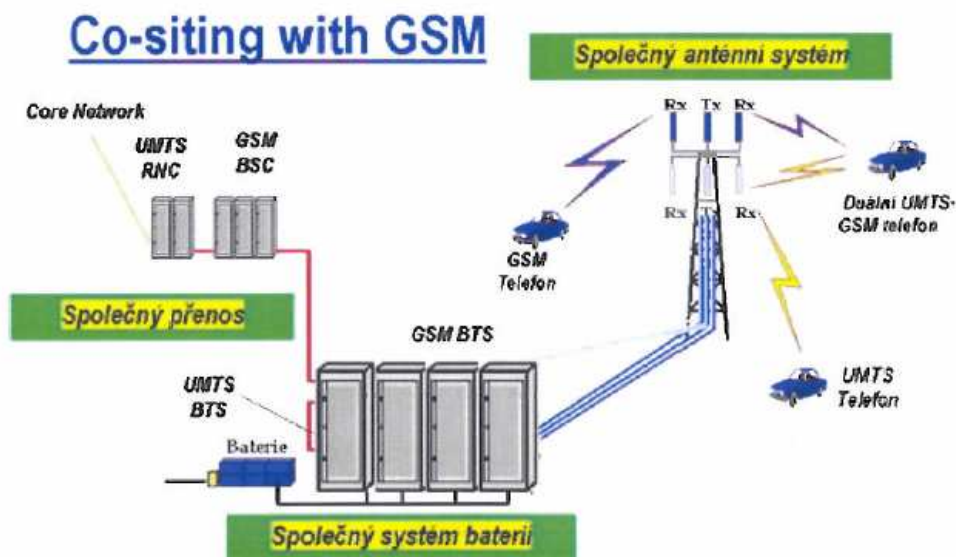 Co-siting with GSM
Společný anténní systém
Core Network
UMTS
RNC
GSM
BSC
Rx Tx Rx
Rx Tx Rx
GSM
Telefon
Duální UMTS-
GSM telefon
Společný přenos
GSM BTS
UMTS
BTS
UMTS
Telefon
Baterie
Společný systém baterií